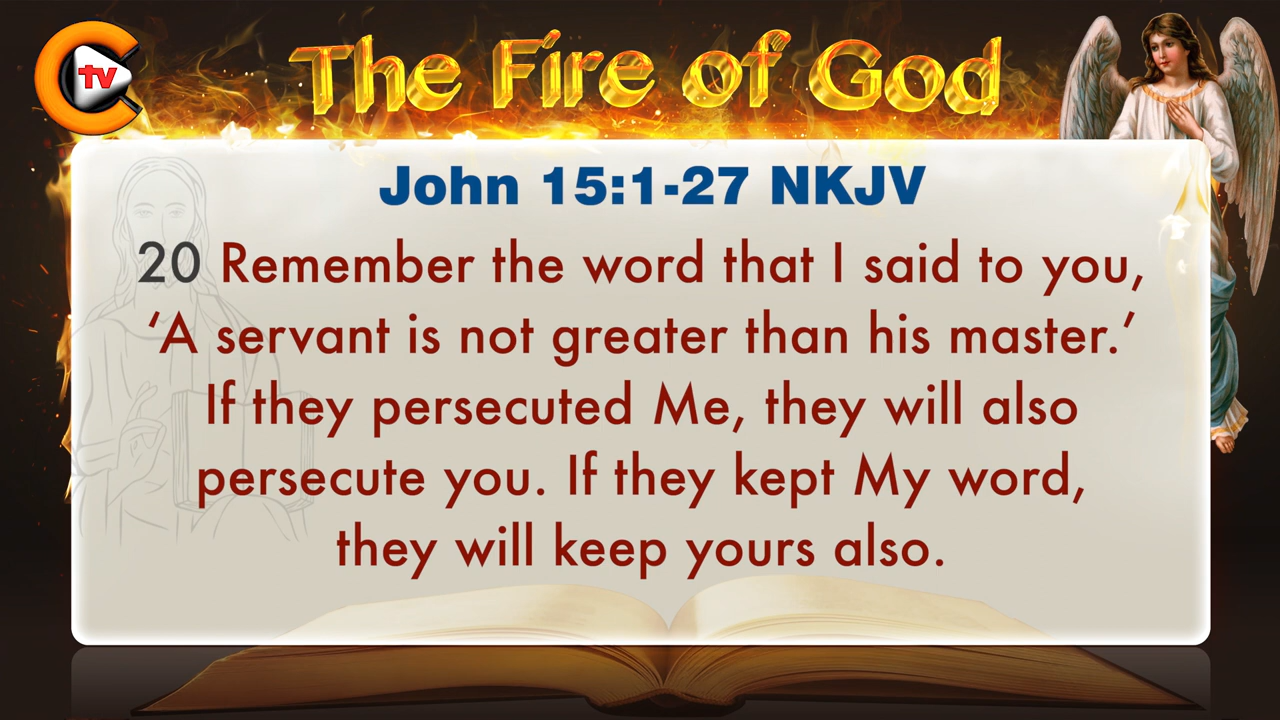 tv
The Fire of God
John 15:1-27 NKJV
20 Remember the word that I said to you,
‘A servant is not greater than his master.’
If they persecuted Me, they will also
persecute you. If they kept My word,
they will keep yours also.